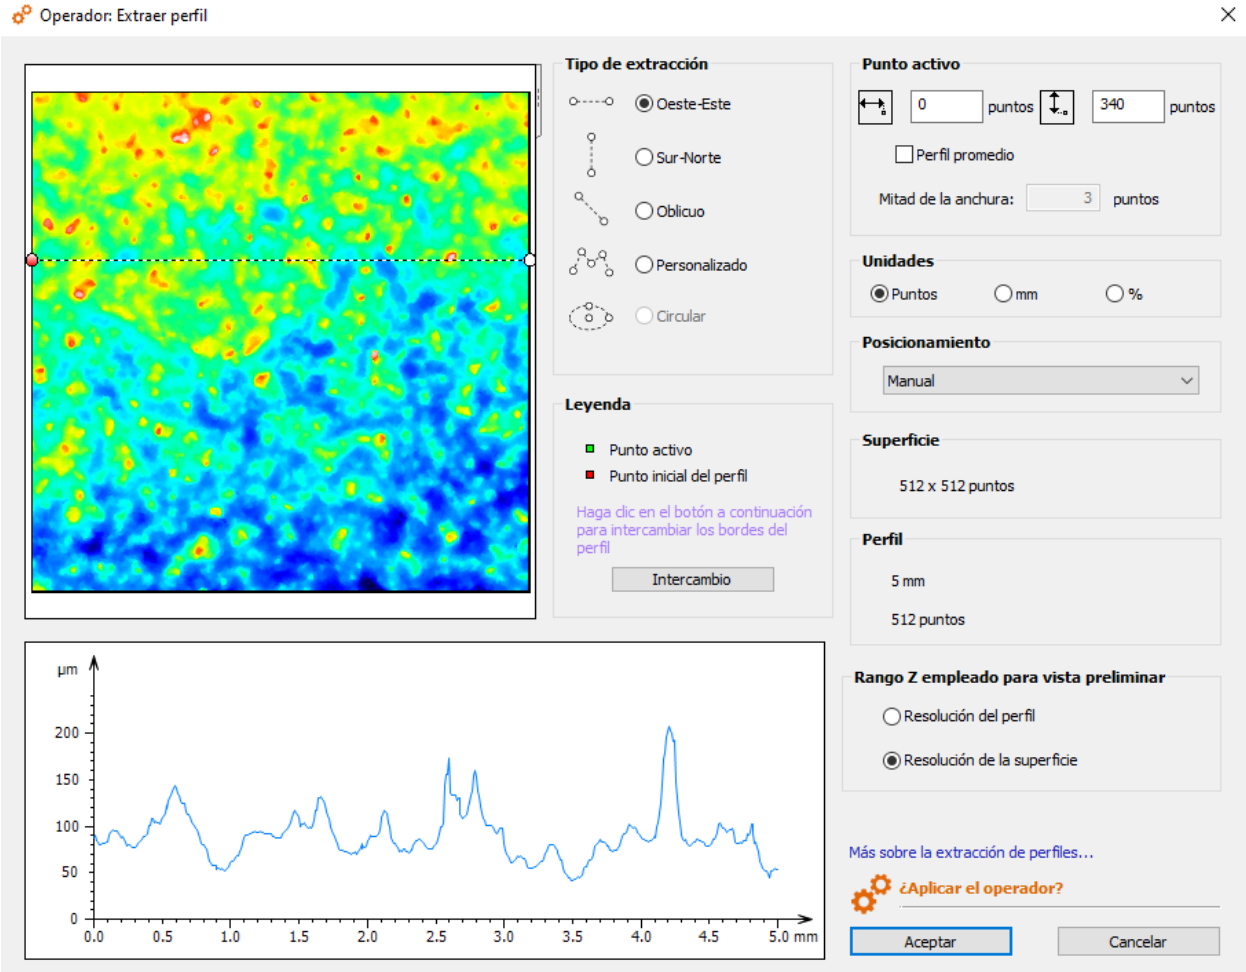 Operador: Extraer perfil
Tipo de extracción
Oeste-Este
Sur-Norte
Oblicuo
Personalizado
Circular
Leyenda
Punto activo
Punto inicial del perfil
Haga clic en el botón a continuación
para intercambiar los bordes del
perfil
Intercambio
Punto activo
0 puntos 340 puntos
Perfil promedio
Mitad de la anchura: 3 puntos
Unidades
Puntos mm %
Posicionamiento
Manual
Superficie
512 x 512 puntos
Perfil
5 mm
512 puntos
Rango Z empleado para vista preliminar
Resolución del perfil
Resolución de la superficie
Más sobre la extracción de perfiles...
¿Aplicar el operador?
Aceptar Cancelar
µm
200
150
100
50
0
0.0 0.5 1.0 1.5 2.0 2.5 3.0 3.5 4.0 4.5 5.0 mm